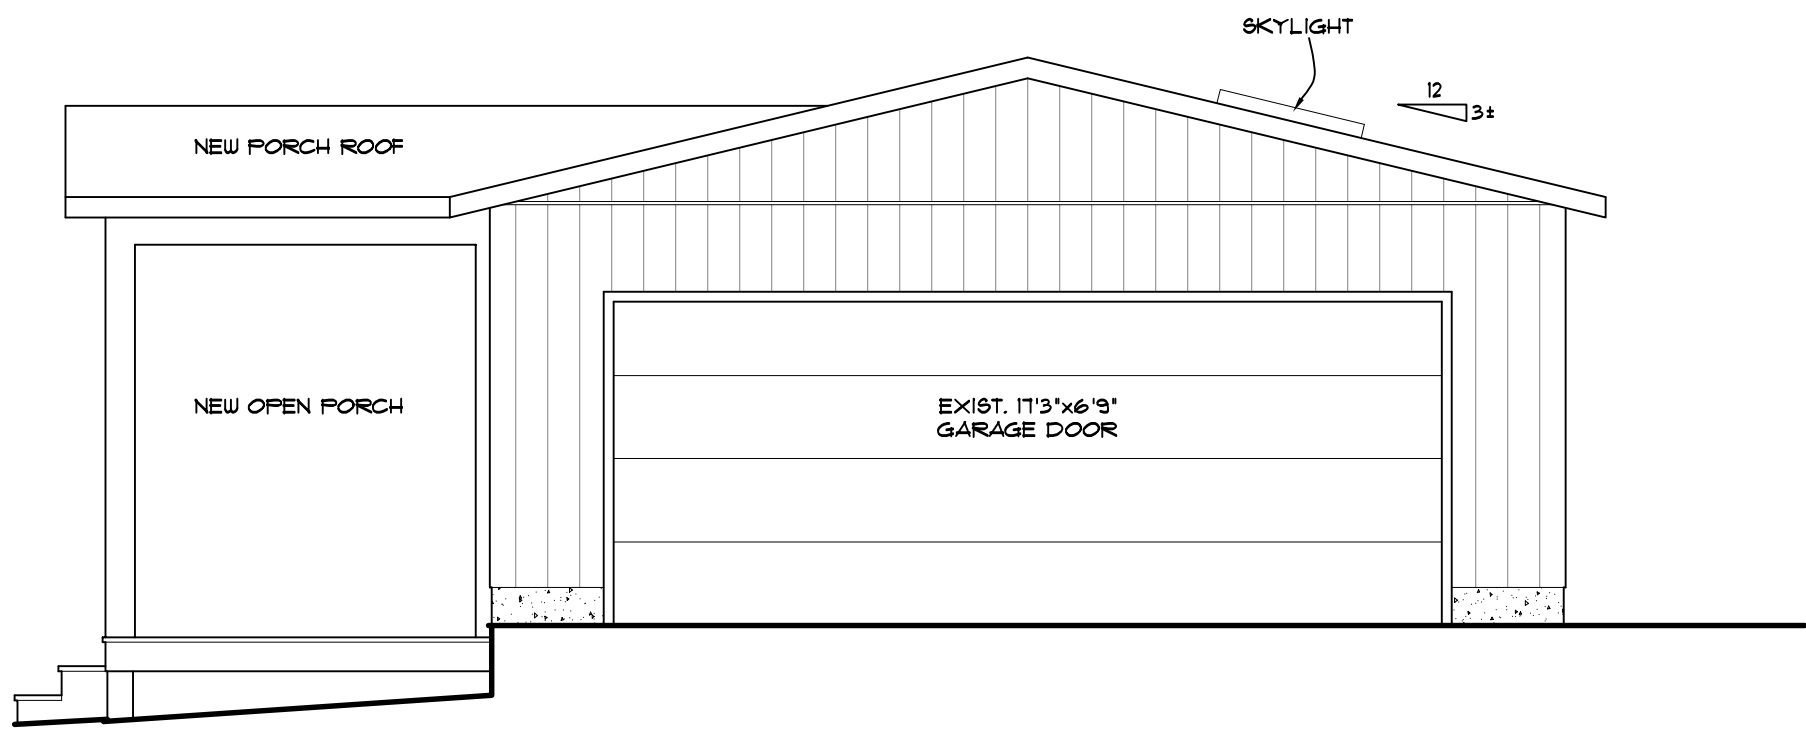 SKYLIGHT
12
3±
NEW PORCH ROOF
NEW OPEN PORCH
EXIST. 17'3"x6'9"
GARAGE DOOR